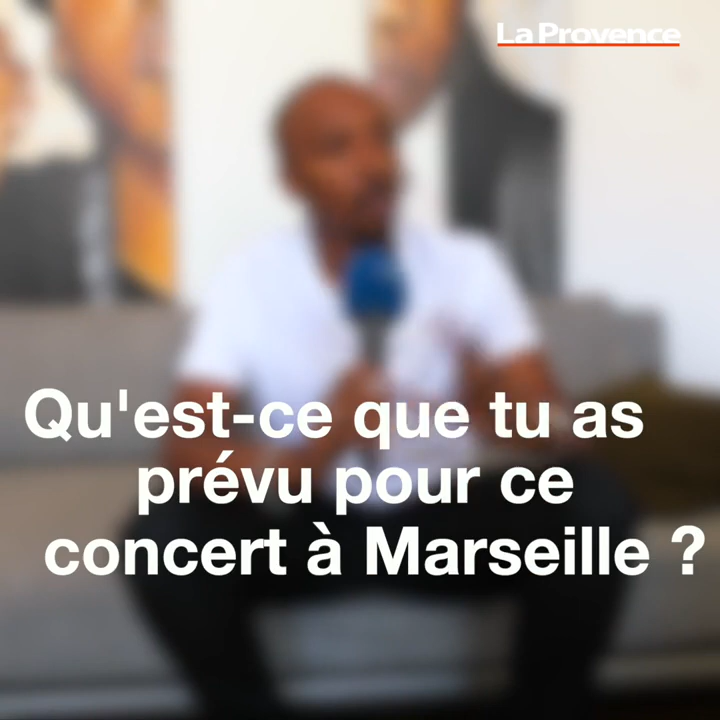 La Provence
Qu'est-ce que tu as
prévu pour ce
concert à Marseille ?